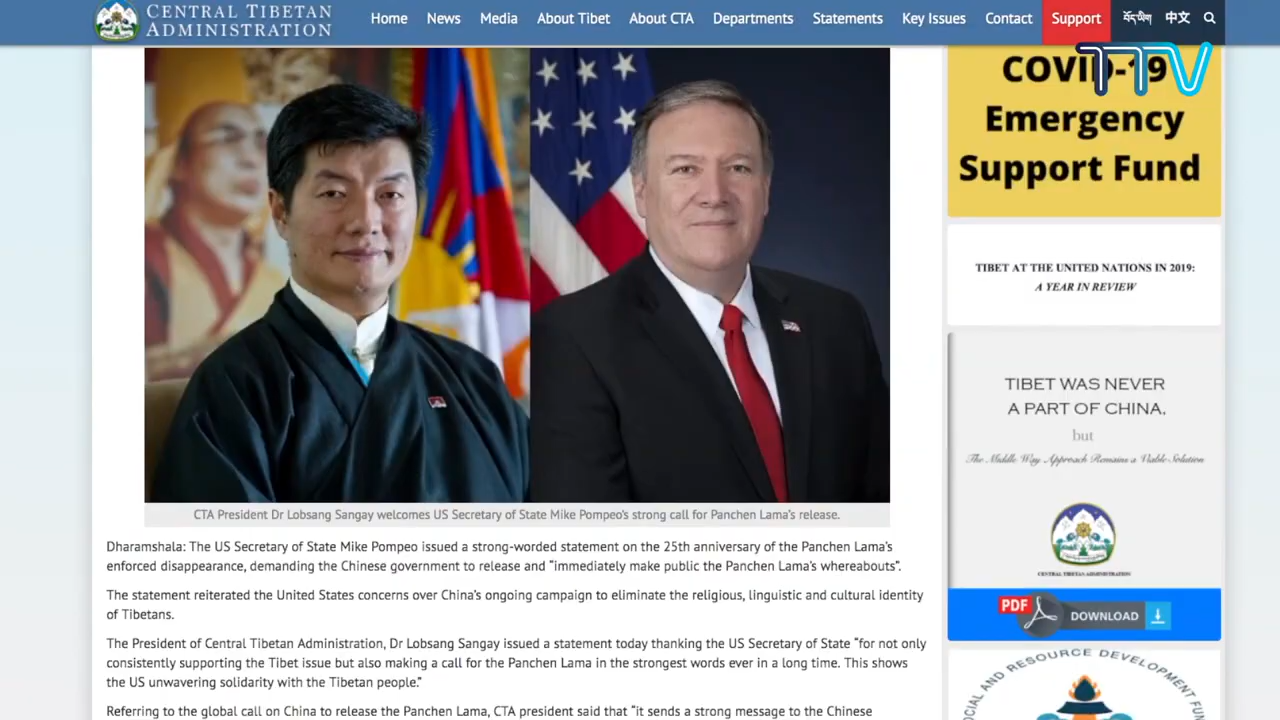 CENTRAL TIBETAN
ADMINISTRATION
Home News Media About Tibet About CTA Departments Statements Key Issues Contact Support བོད་ཡིག 中文
TTV
COVID-19
Emergency
Support Fund
TIBET AT THE UNITED NATIONS IN 2019:
A YEAR IN REVIEW
TIBET WAS NEVER
A PART OF CHINA,
but
The Middle Way Approach Remains a Viable Solution
CENTRAL TIBETAN ADMINISTRATION
PDF DOWNLOAD
SOCIAL AND RESOURCE DEVELOPMENT FUND
CTA President Dr Lobsang Sangay welcomes US Secretary of State Mike Pompeo's strong call for Panchen Lama's release.
Dharamshala: The US Secretary of State Mike Pompeo issued a strong-worded statement on the 25th anniversary of the Panchen Lama's
enforced disappearance, demanding the Chinese government to release and “immediately make public the Panchen Lama's whereabouts”.
The statement reiterated the United States concerns over China's ongoing campaign to eliminate the religious, linguistic and cultural identity
of Tibetans.
The President of Central Tibetan Administration, Dr Lobsang Sangay issued a statement today thanking the US Secretary of State “for not only
consistently supporting the Tibet issue but also making a call for the Panchen Lama in the strongest words ever in a long time. This shows
the US unwavering solidarity with the Tibetan people.”
Referring to the global call on China to release the Panchen Lama, CTA president said that “it sends a strong message to the Chinese